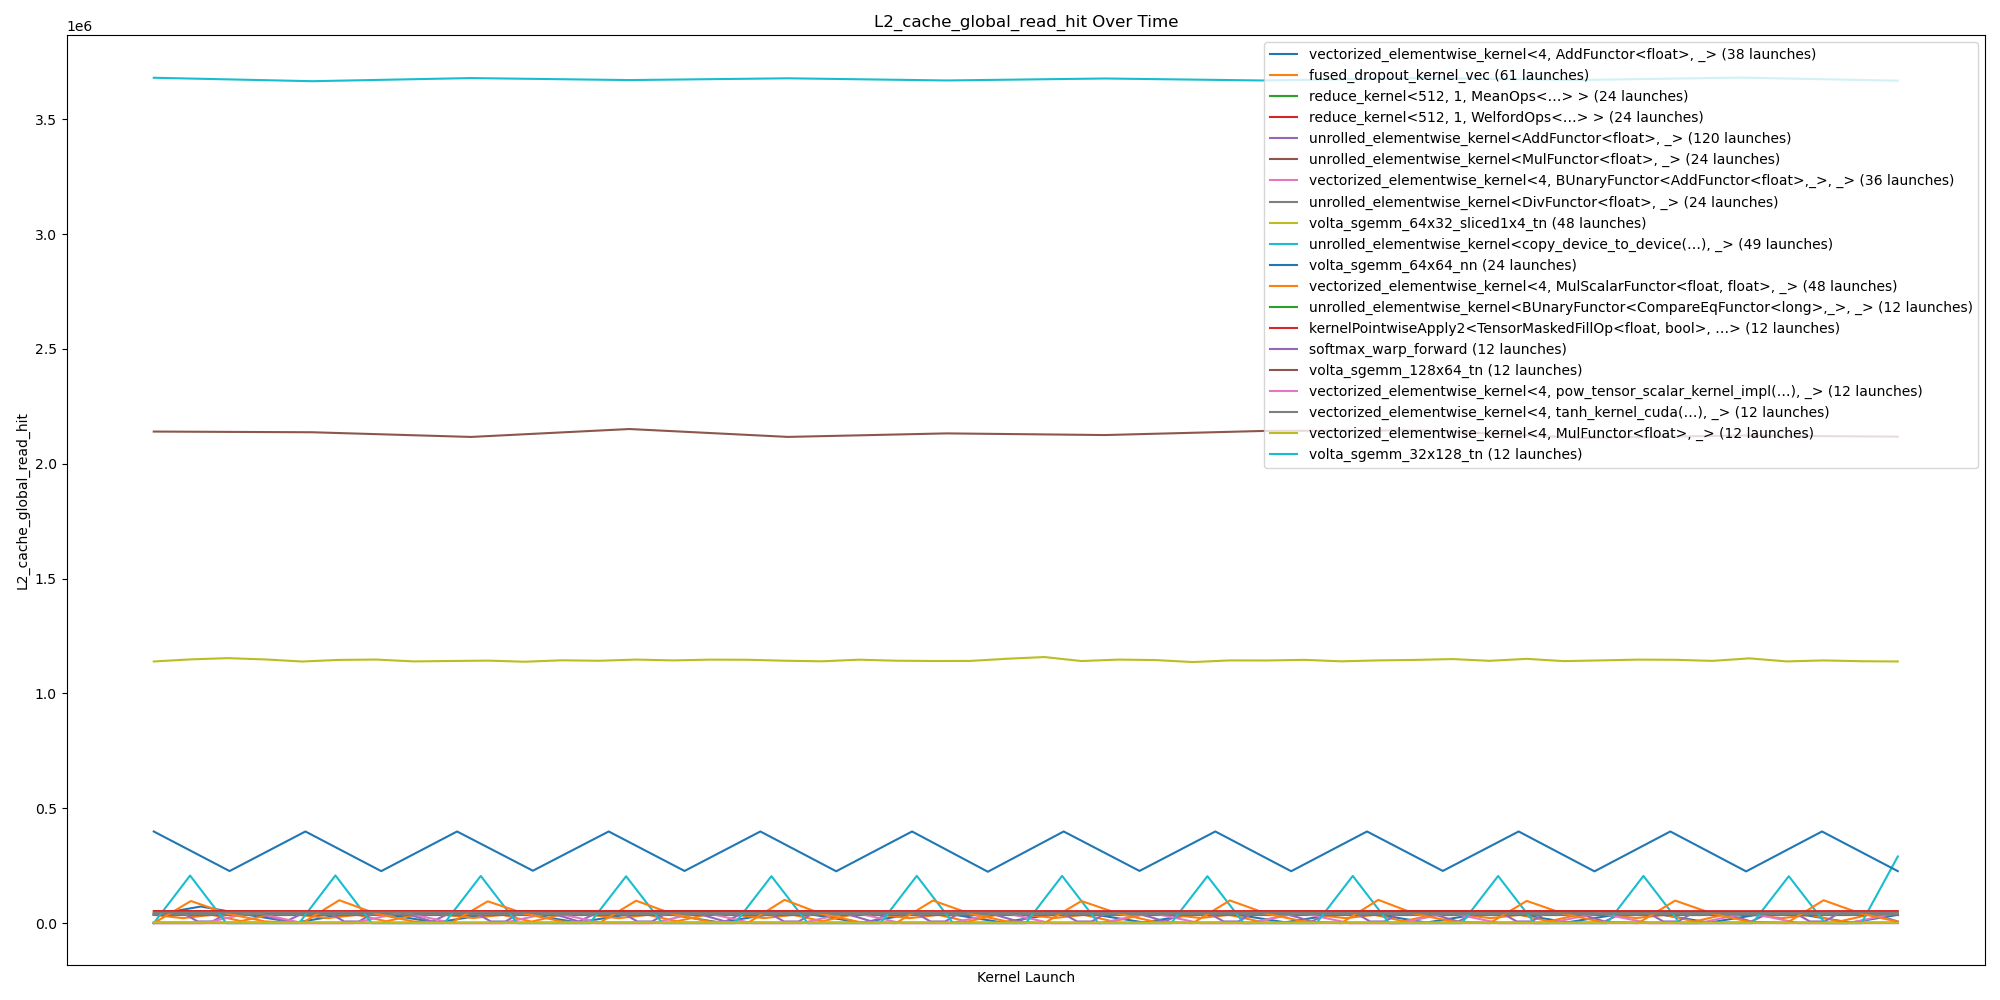 L2_cache_global_read_hit Over Time
1e6
vectorized_elementwise_kernel<4, AddFunctor<float>, _> (38 launches)
fused_dropout_kernel_vec (61 launches)
reduce_kernel<512, 1, MeanOps<...> > (24 launches)
reduce_kernel<512, 1, WelfordOps<...> > (24 launches)
unrolled_elementwise_kernel<AddFunctor<float>, _> (120 launches)
unrolled_elementwise_kernel<MulFunctor<float>, _> (24 launches)
vectorized_elementwise_kernel<4, BUnaryFunctor<AddFunctor<float>,_>, _> (36 launches)
unrolled_elementwise_kernel<DivFunctor<float>, _> (24 launches)
volta_sgemm_64x32_sliced1x4_tn (48 launches)
unrolled_elementwise_kernel<copy_device_to_device(...), _> (49 launches)
volta_sgemm_64x64_nn (24 launches)
vectorized_elementwise_kernel<4, MulScalarFunctor<float, float>, _> (48 launches)
unrolled_elementwise_kernel<BUnaryFunctor<CompareEqFunctor<long>,_>, _> (12 launches)
kernelPointwiseApply2<TensorMaskedFillOp<float, bool>, ...> (12 launches)
softmax_warp_forward (12 launches)
volta_sgemm_128x64_tn (12 launches)
vectorized_elementwise_kernel<4, pow_tensor_scalar_kernel_impl(...), _> (12 launches)
vectorized_elementwise_kernel<4, tanh_kernel_cuda(...), _> (12 launches)
vectorized_elementwise_kernel<4, MulFunctor<float>, _> (12 launches)
volta_sgemm_32x128_tn (12 launches)
3.5
3.0
2.5
2.0
1.5
1.0
0.5
0.0
L2_cache_global_read_hit
Kernel Launch